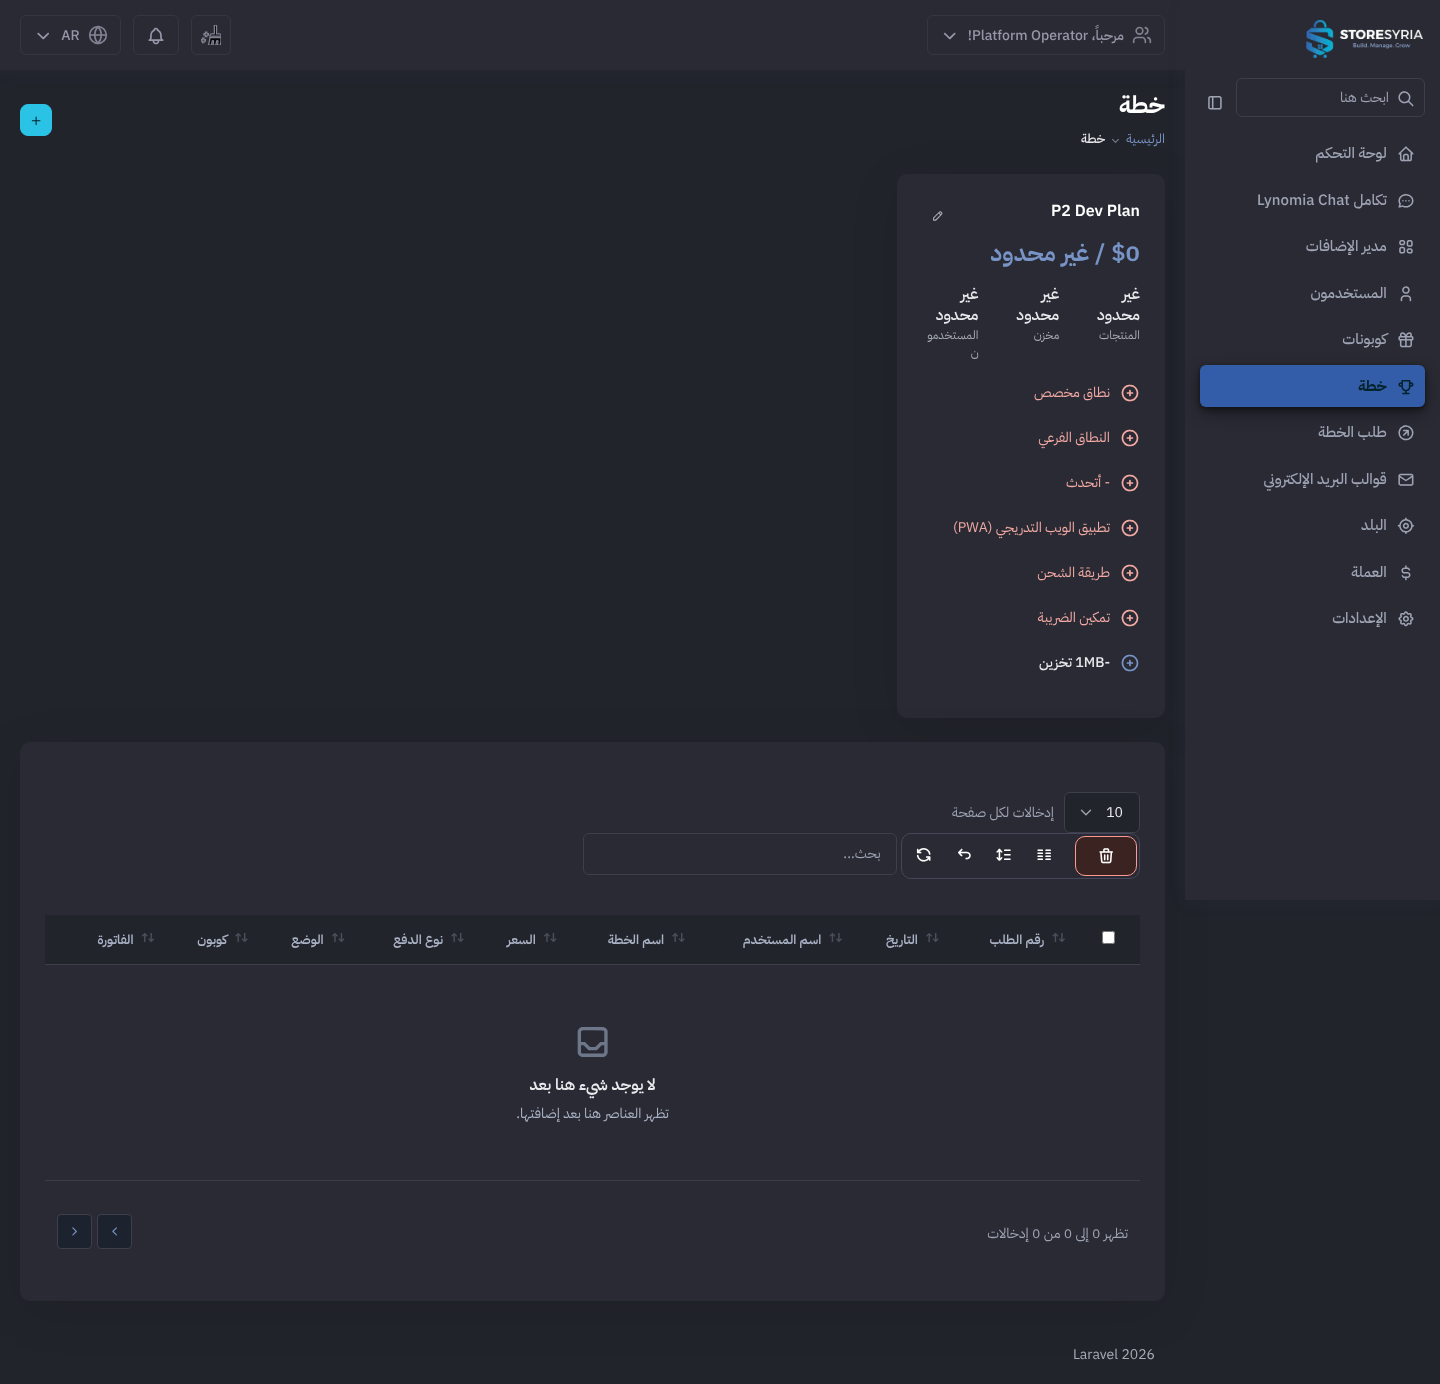 STORESYRIA
Build. Manage. Grow
مرحباً، Platform Operator!
AR
ابحث هنا
لوحة التحكم
تكامل Lynomia Chat
مدير الإضافات
المستخدمون
كوبونات
خطة
طلب الخطة
قوالب البريد الإلكتروني
البلد
العملة
الإعدادات
خطة
الرئيسية
خطة
+
P2 Dev Plan
$0 / غير محدود
غير محدود
المنتجات
غير محدود
مخزن
غير محدود
المستخدمو
ن
نطاق مخصص
النطاق الفرعي
- أتحدث
تطبيق الويب التدريجي (PWA)
طريقة الشحن
تمكين الضريبة
-1MB تخزين
10
إدخالات لكل صفحة
بحث...
رقم الطلب
التاريخ
اسم المستخدم
اسم الخطة
السعر
نوع الدفع
الوضع
كوبون
الفاتورة
لا يوجد شيء هنا بعد
تظهر العناصر هنا بعد إضافتها.
تظهر 0 إلى 0 من 0 إدخالات
Laravel 2026